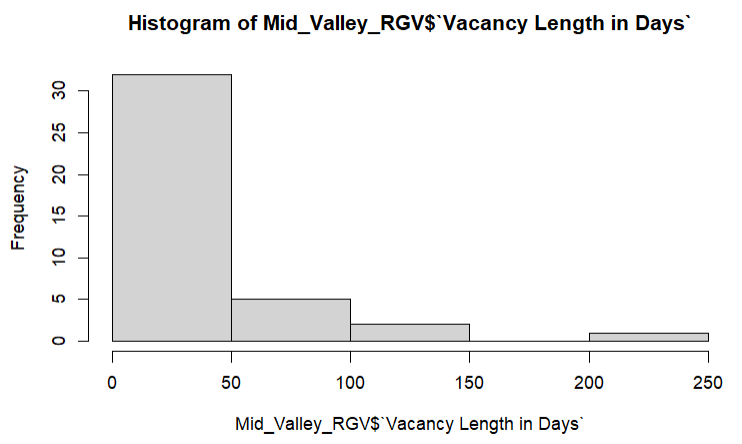 Histogram of Mid_Valley_RGV$`Vacancy Length in Days`
Frequency
30
25
20
15
10
5
0
0 50 100 150 200 250
Mid_Valley_RGV$`Vacancy Length in Days`